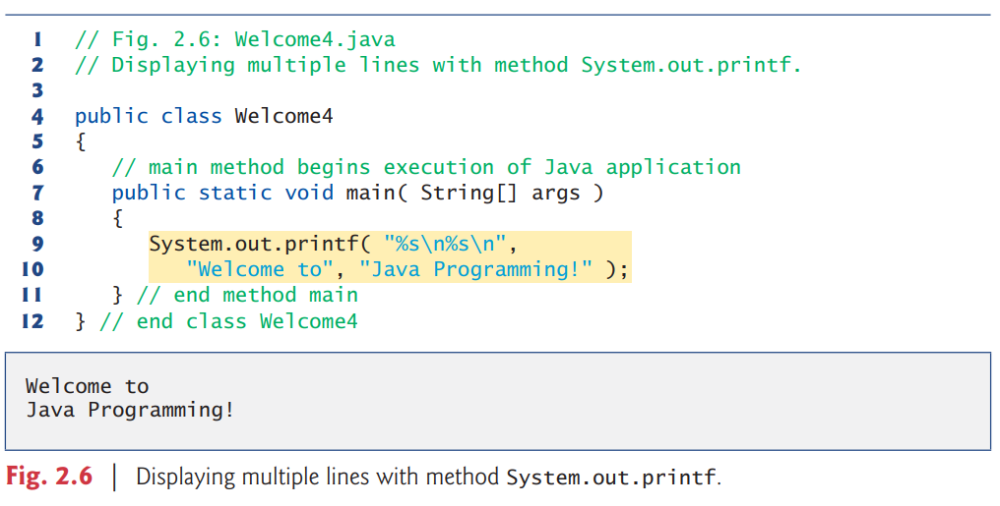 1 // Fig. 2.6: Welcome4.java
2 // Displaying multiple lines with method System.out.printf.
3
4 public class Welcome4
5 {
6    // main method begins execution of Java application
7    public static void main( String[] args )
8    {
9       System.out.printf( "%s\n%s\n",
10         "Welcome to", "Java Programming!" );
11   } // end method main
12 } // end class Welcome4
Welcome to
Java Programming!
Fig. 2.6 | Displaying multiple lines with method System.out.printf.